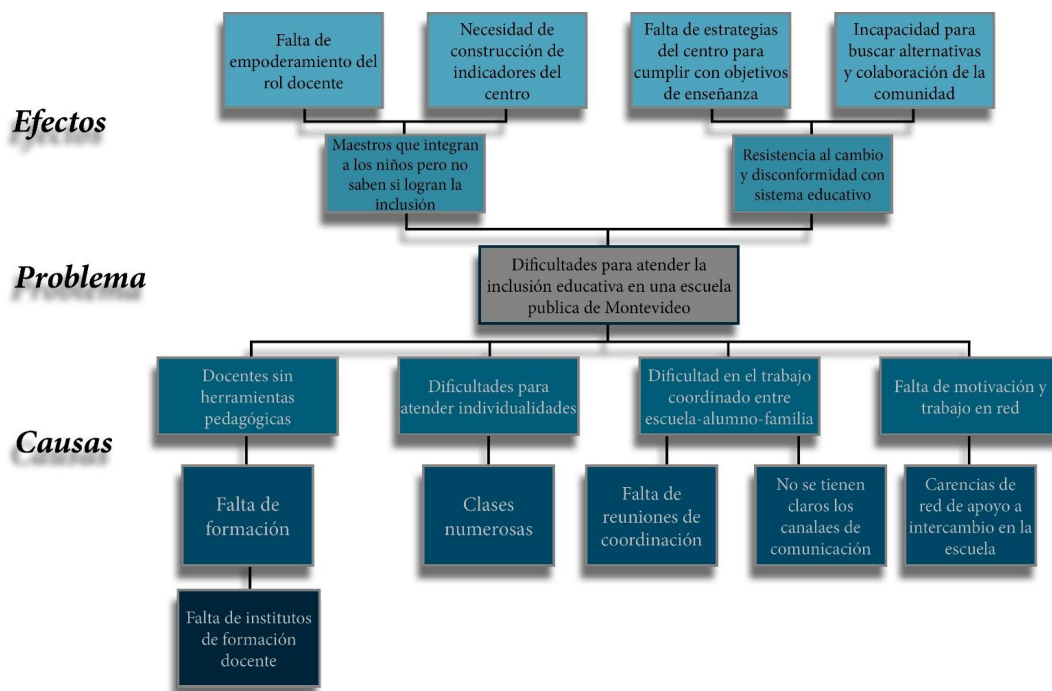 Falta de
empoderamiento del
rol docente
Necesidad de
construcción de
indicadores del
centro
Falta de estrategias
del centro para
cumplir con objetivos
de enseñanza
Incapacidad para
buscar alternativas
y colaboración de la
comunidad
Efectos
Maestros que integran
a los niños pero no
saben si logran la
inclusión
Resistencia al cambio
y disconformidad con
sistema educativo
Problema
Dificultades para atender la
inclusión educativa en una escuela
publica de Montevideo
Docentes sin
herramientas
pedagógicas
Dificultades para
atender individualidades
Dificultad en el trabajo
coordinado entre
escuela-alumno-familia
Falta de motivación y
trabajo en red
Causas
Falta de
formación
Clases
numerosas
Falta de
reuniones de
coordinación
No se tienen
claros los
canalaes de
comunicación
Carencias de
red de apoyo a
intercambio en la
escuela
Falta de institutos
de formación
docente